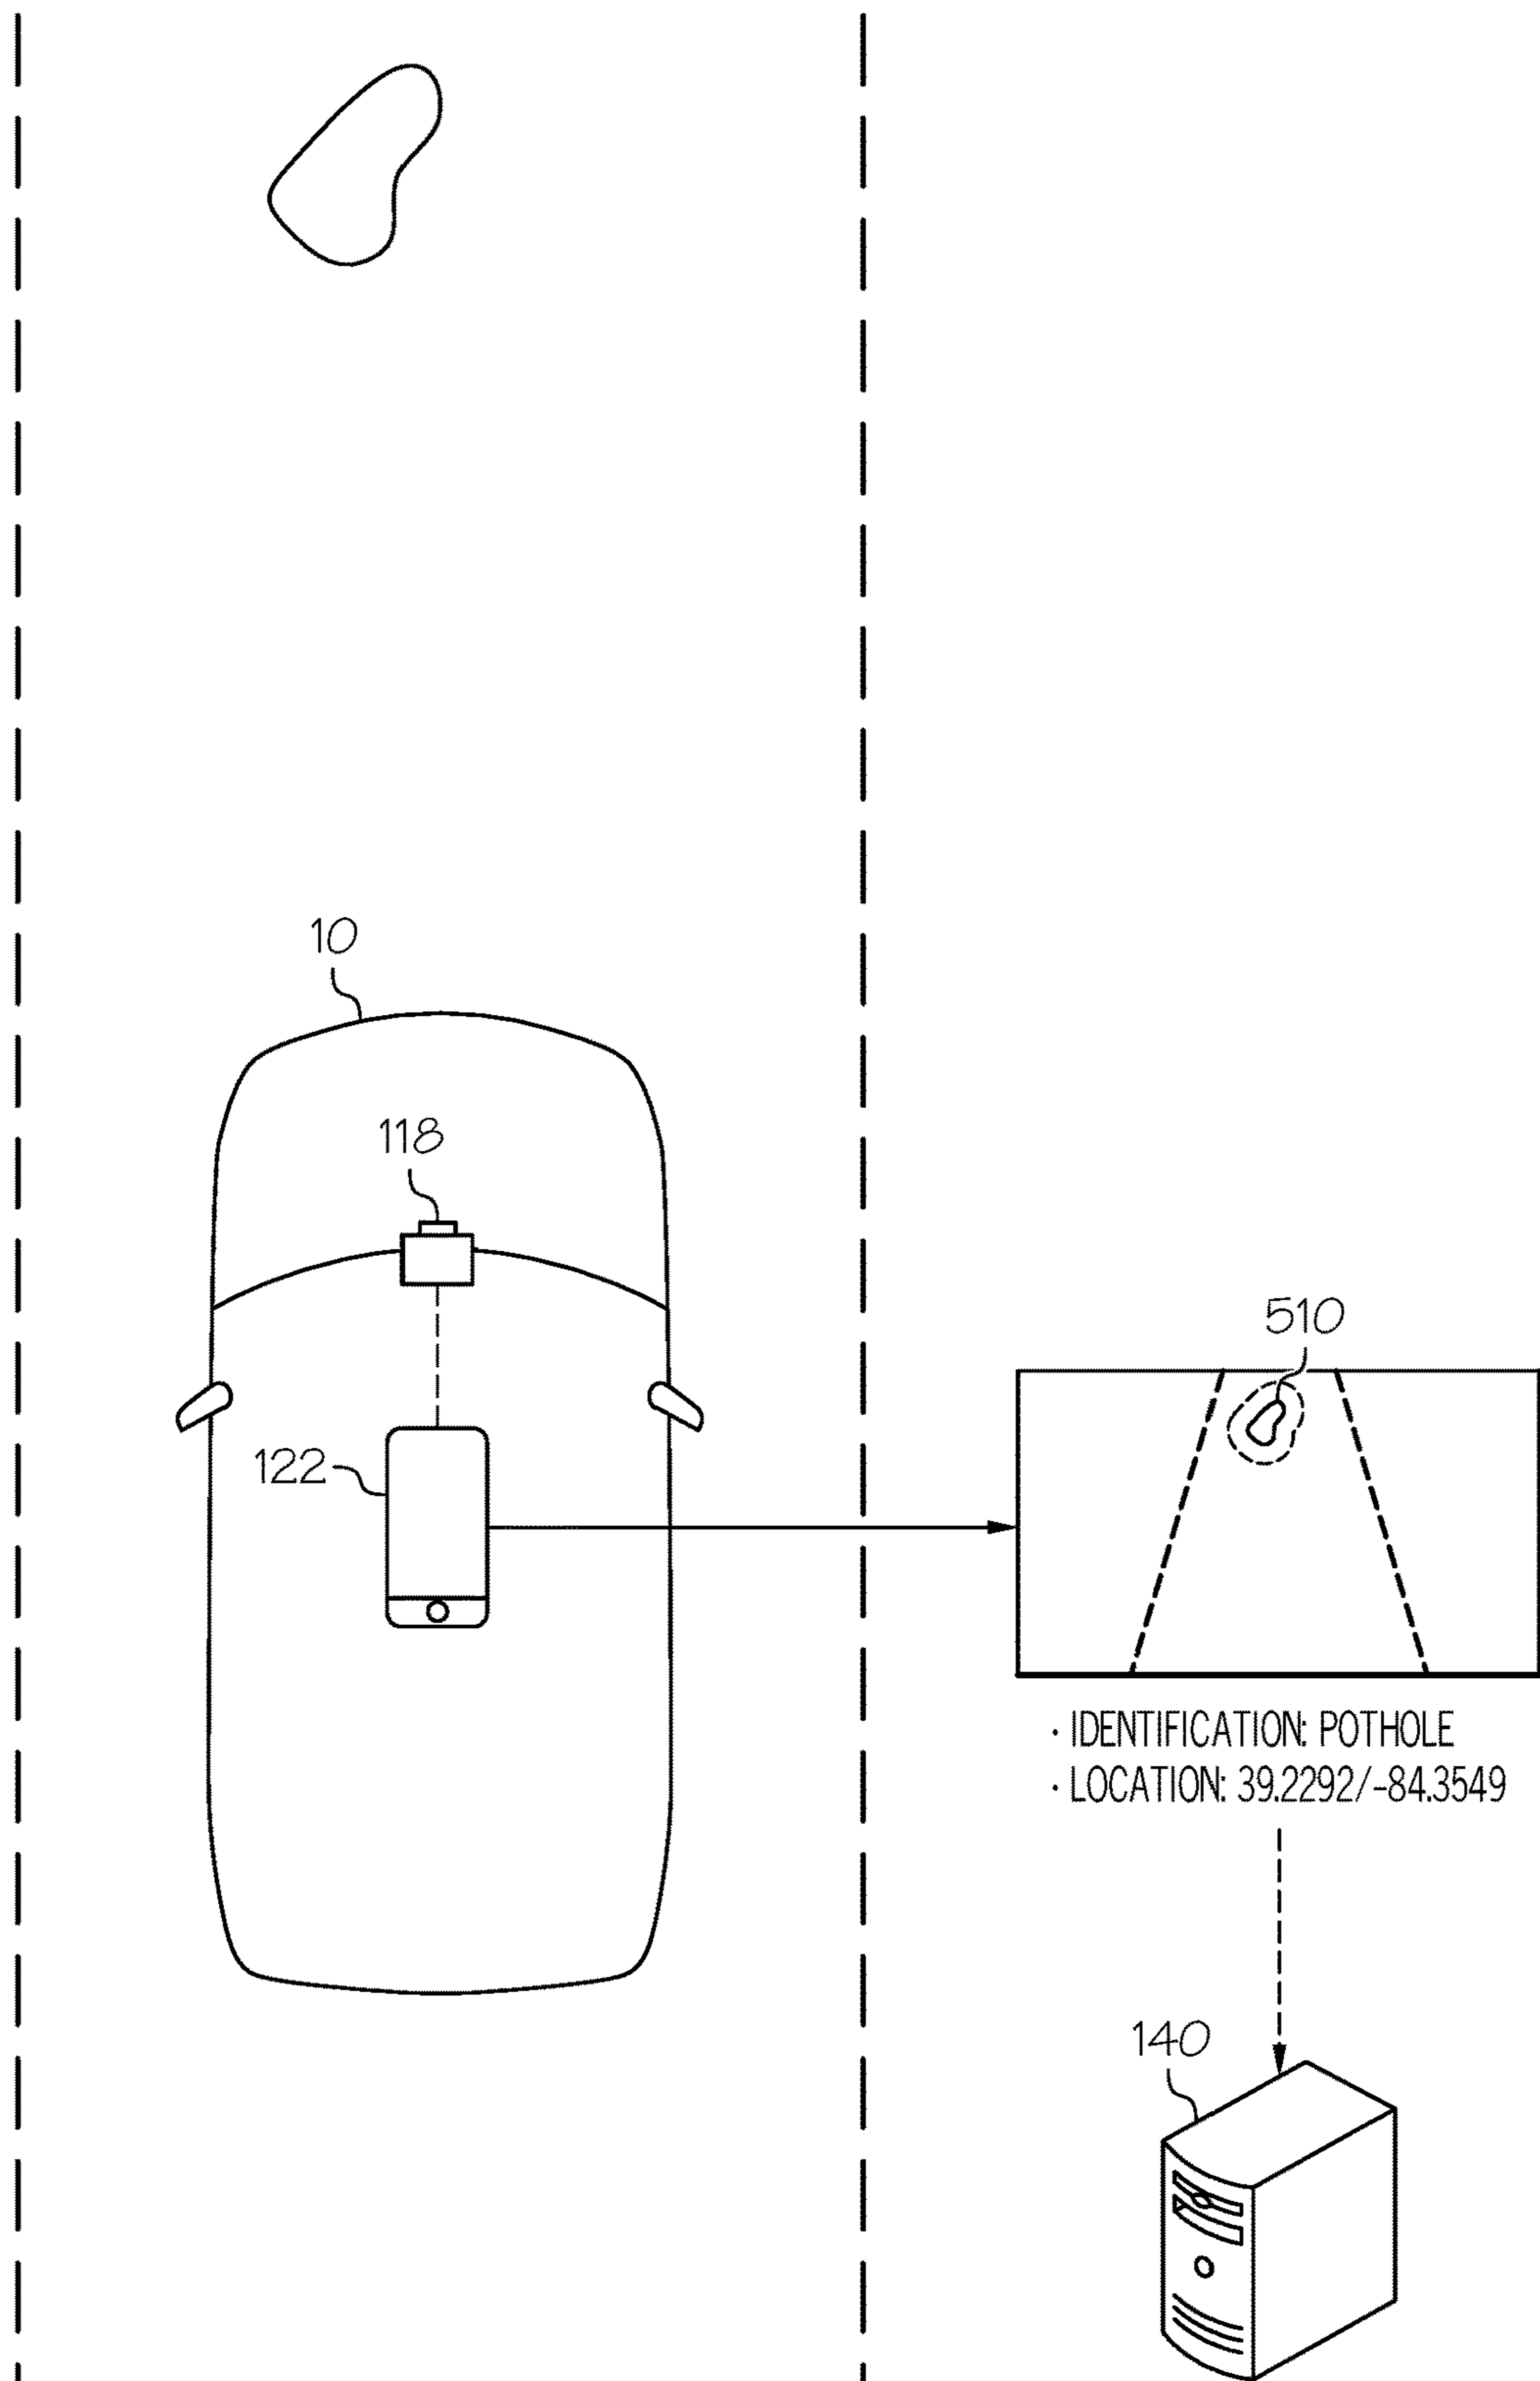 10
118
510
122
· IDENTIFICATION: POTHOLE
· LOCATION: 39.2292/-84.3549
140